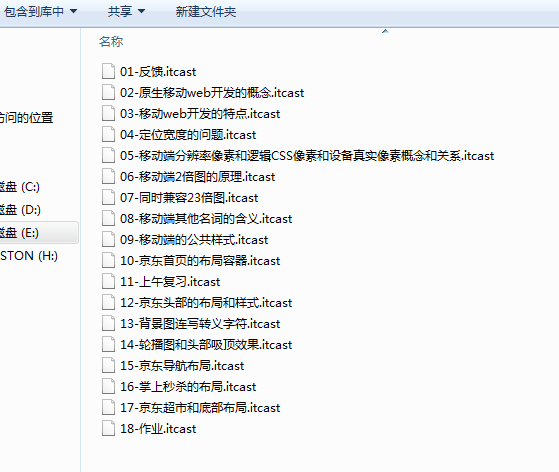 包含到库中 共享 新建文件夹
名称
01-反馈.itcast
02-原生移动web开发的概念.itcast
03-移动web开发的特点.itcast
04-定位宽度的问题.itcast
05-移动端分辨率像素和逻辑CSS像素和设备真实像素概念和关系.itcast
06-移动端2倍图的原理.itcast
07-同时兼容23倍图.itcast
08-移动端其他名词的含义.itcast
09-移动端的公共样式.itcast
10-京东首页的布局容器.itcast
11-上午复习.itcast
12-京东头部的布局和样式.itcast
13-背景图连写转义字符.itcast
14-轮播图和头部吸顶效果.itcast
15-京东导航布局.itcast
16-掌上秒杀的布局.itcast
17-京东超市和底部布局.itcast
18-作业.itcast
访问的位置
磁盘 (C:)
磁盘 (D:)
磁盘 (E:)
STON (H:)